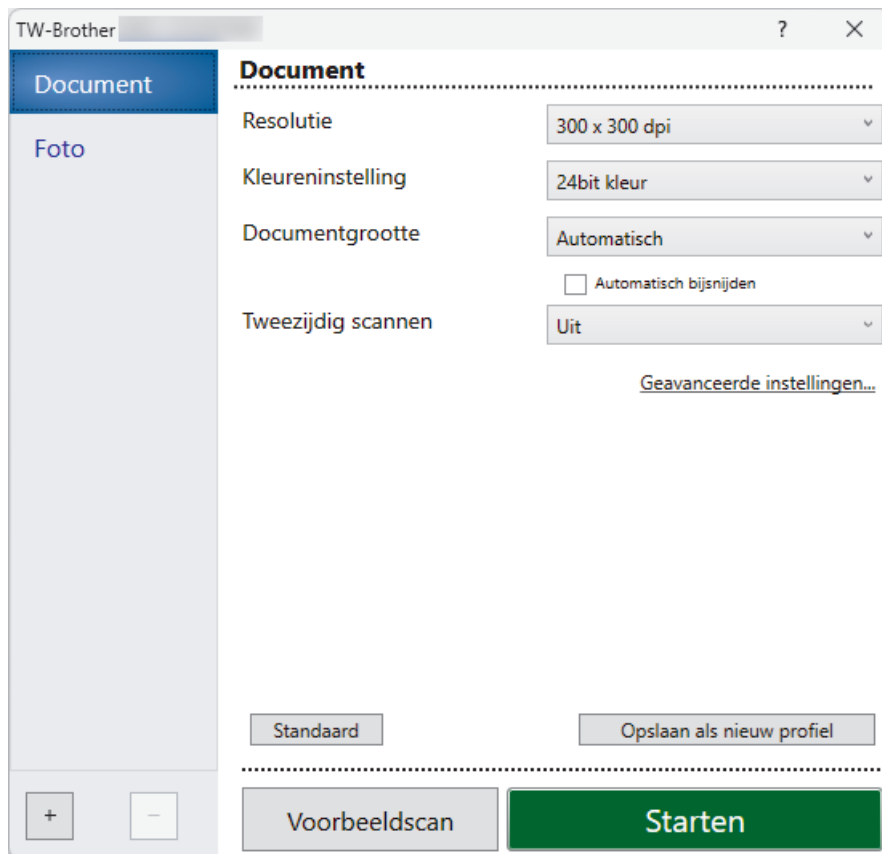 TW-Brother
?
Document
Foto
Document
Resolutie
300 x 300 dpi
Kleureninstelling
24bit kleur
Documentgrootte
Automatisch
Automatisch bijsnijden
Tweezijdig scannen
Uit
Geavanceerde instellingen...
Standaard
Opslaan als nieuw profiel
+
−
Voorbeeldscan
Starten